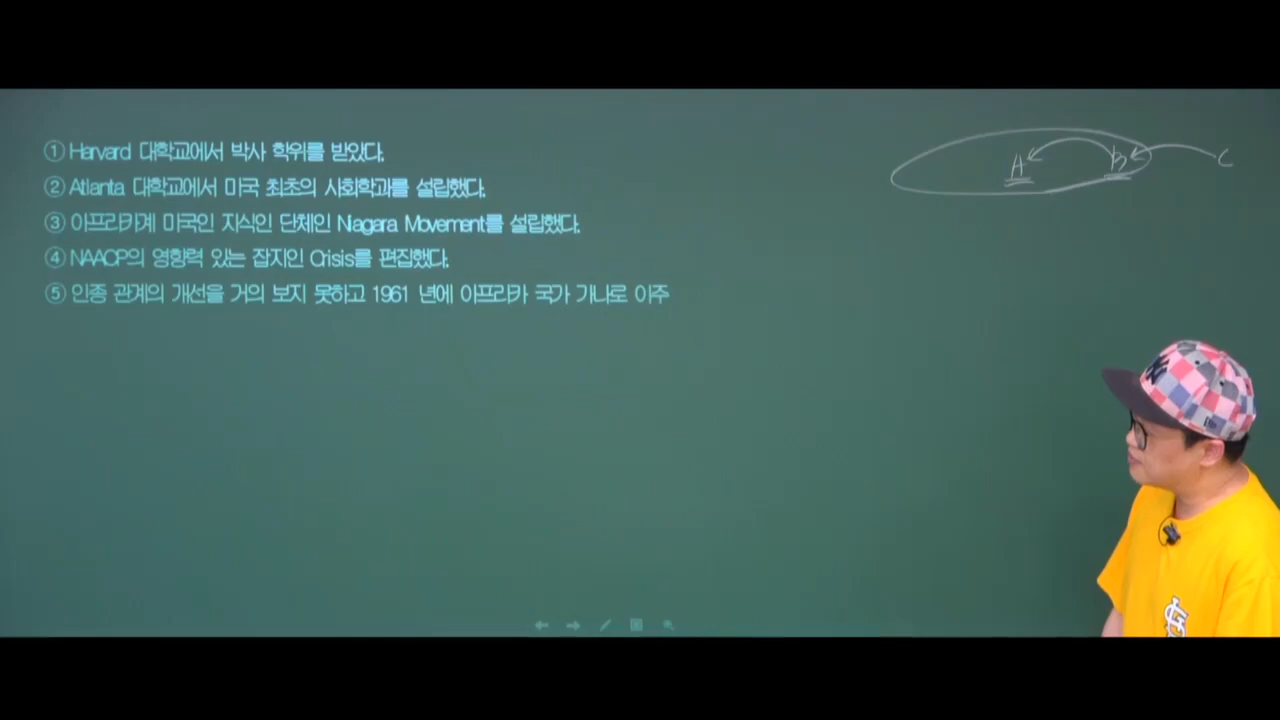 ① Harvard 대학교에서 박사 학위를 받았다.
② Atlanta 대학교에서 미국 최초의 사회학과를 설립했다.
③ 아프리카계 미국인 지식인 단체인 Niagara Movement를 설립했다.
④ NAACP의 영향력 있는 잡지인 Crisis를 편집했다.
⑤ 인종 관계의 개선을 거의 보지 못하고 1961 년에 아프리카 국가 가나로 이주
A B C
NY